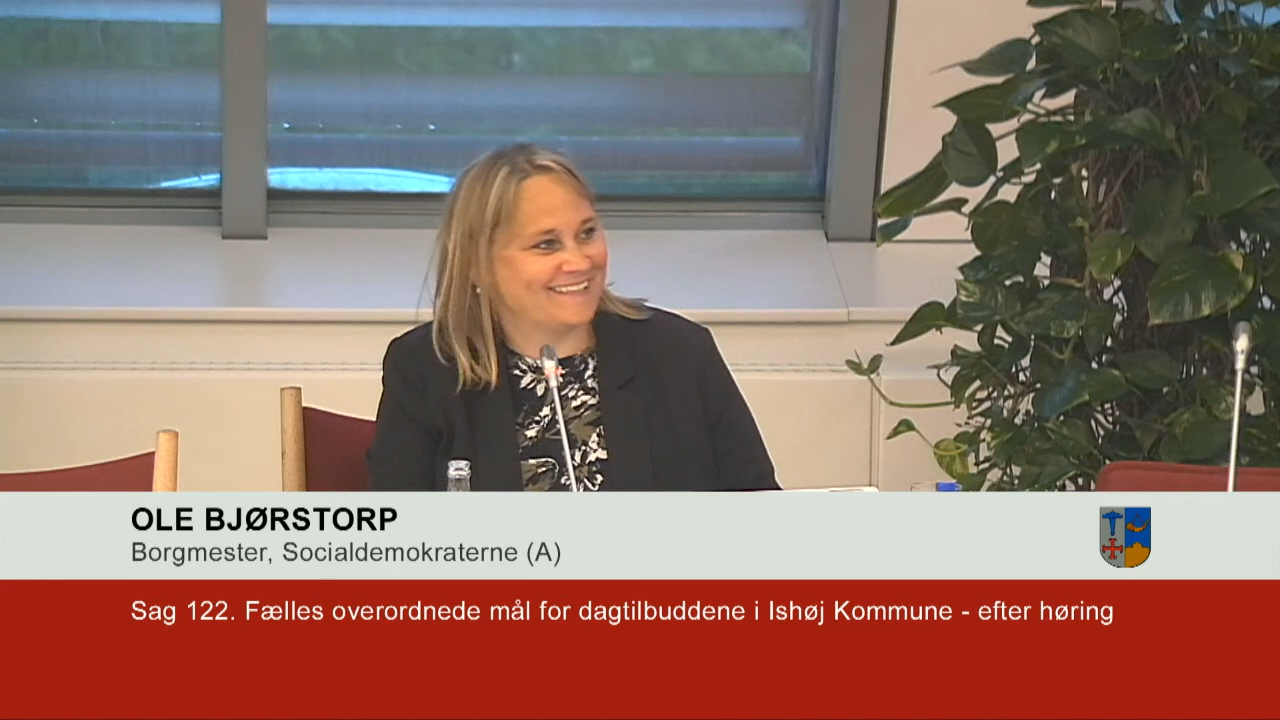 OLE BJØRSTORP
Borgmester, Socialdemokraterne (A)
Sag 122. Fælles overordnede mål for dagtilbuddene i Ishøj Kommune - efter høring